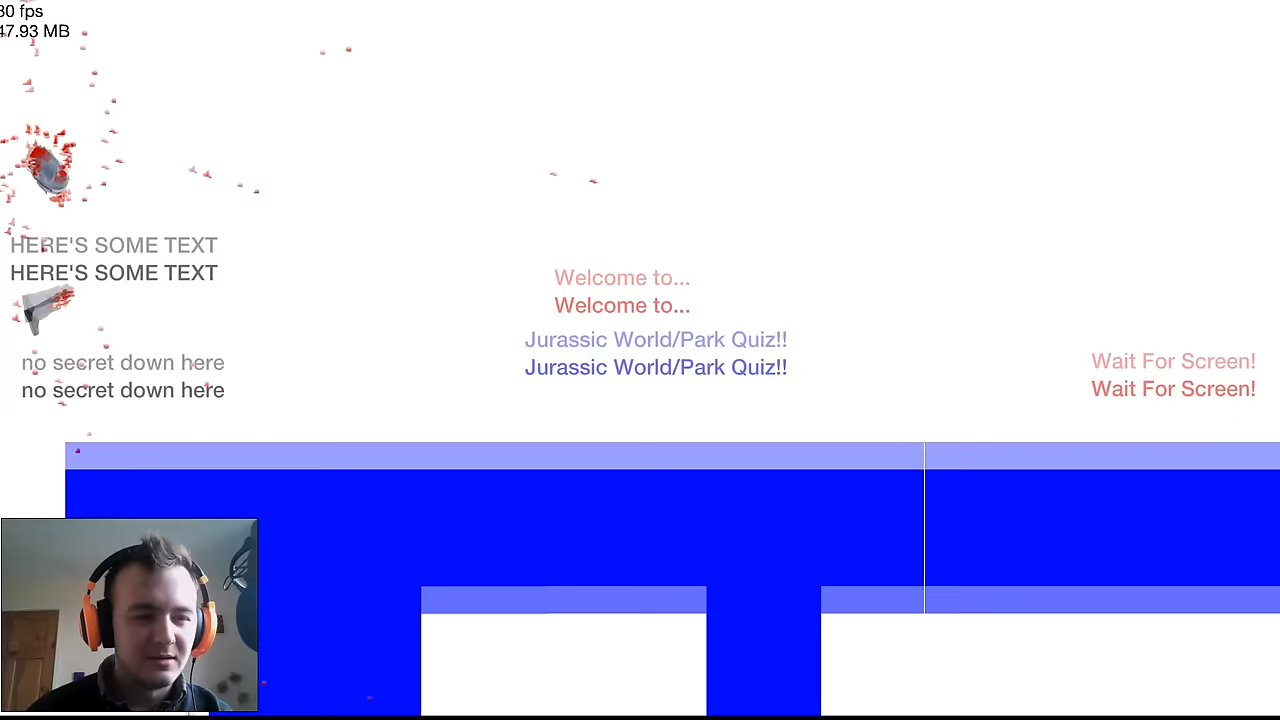 30 fps
47.93 MB
HERE'S SOME TEXT
HERE'S SOME TEXT
Welcome to...
Welcome to...
Jurassic World/Park Quiz!!
Jurassic World/Park Quiz!!
no secret down here
no secret down here
Wait For Screen!
Wait For Screen!